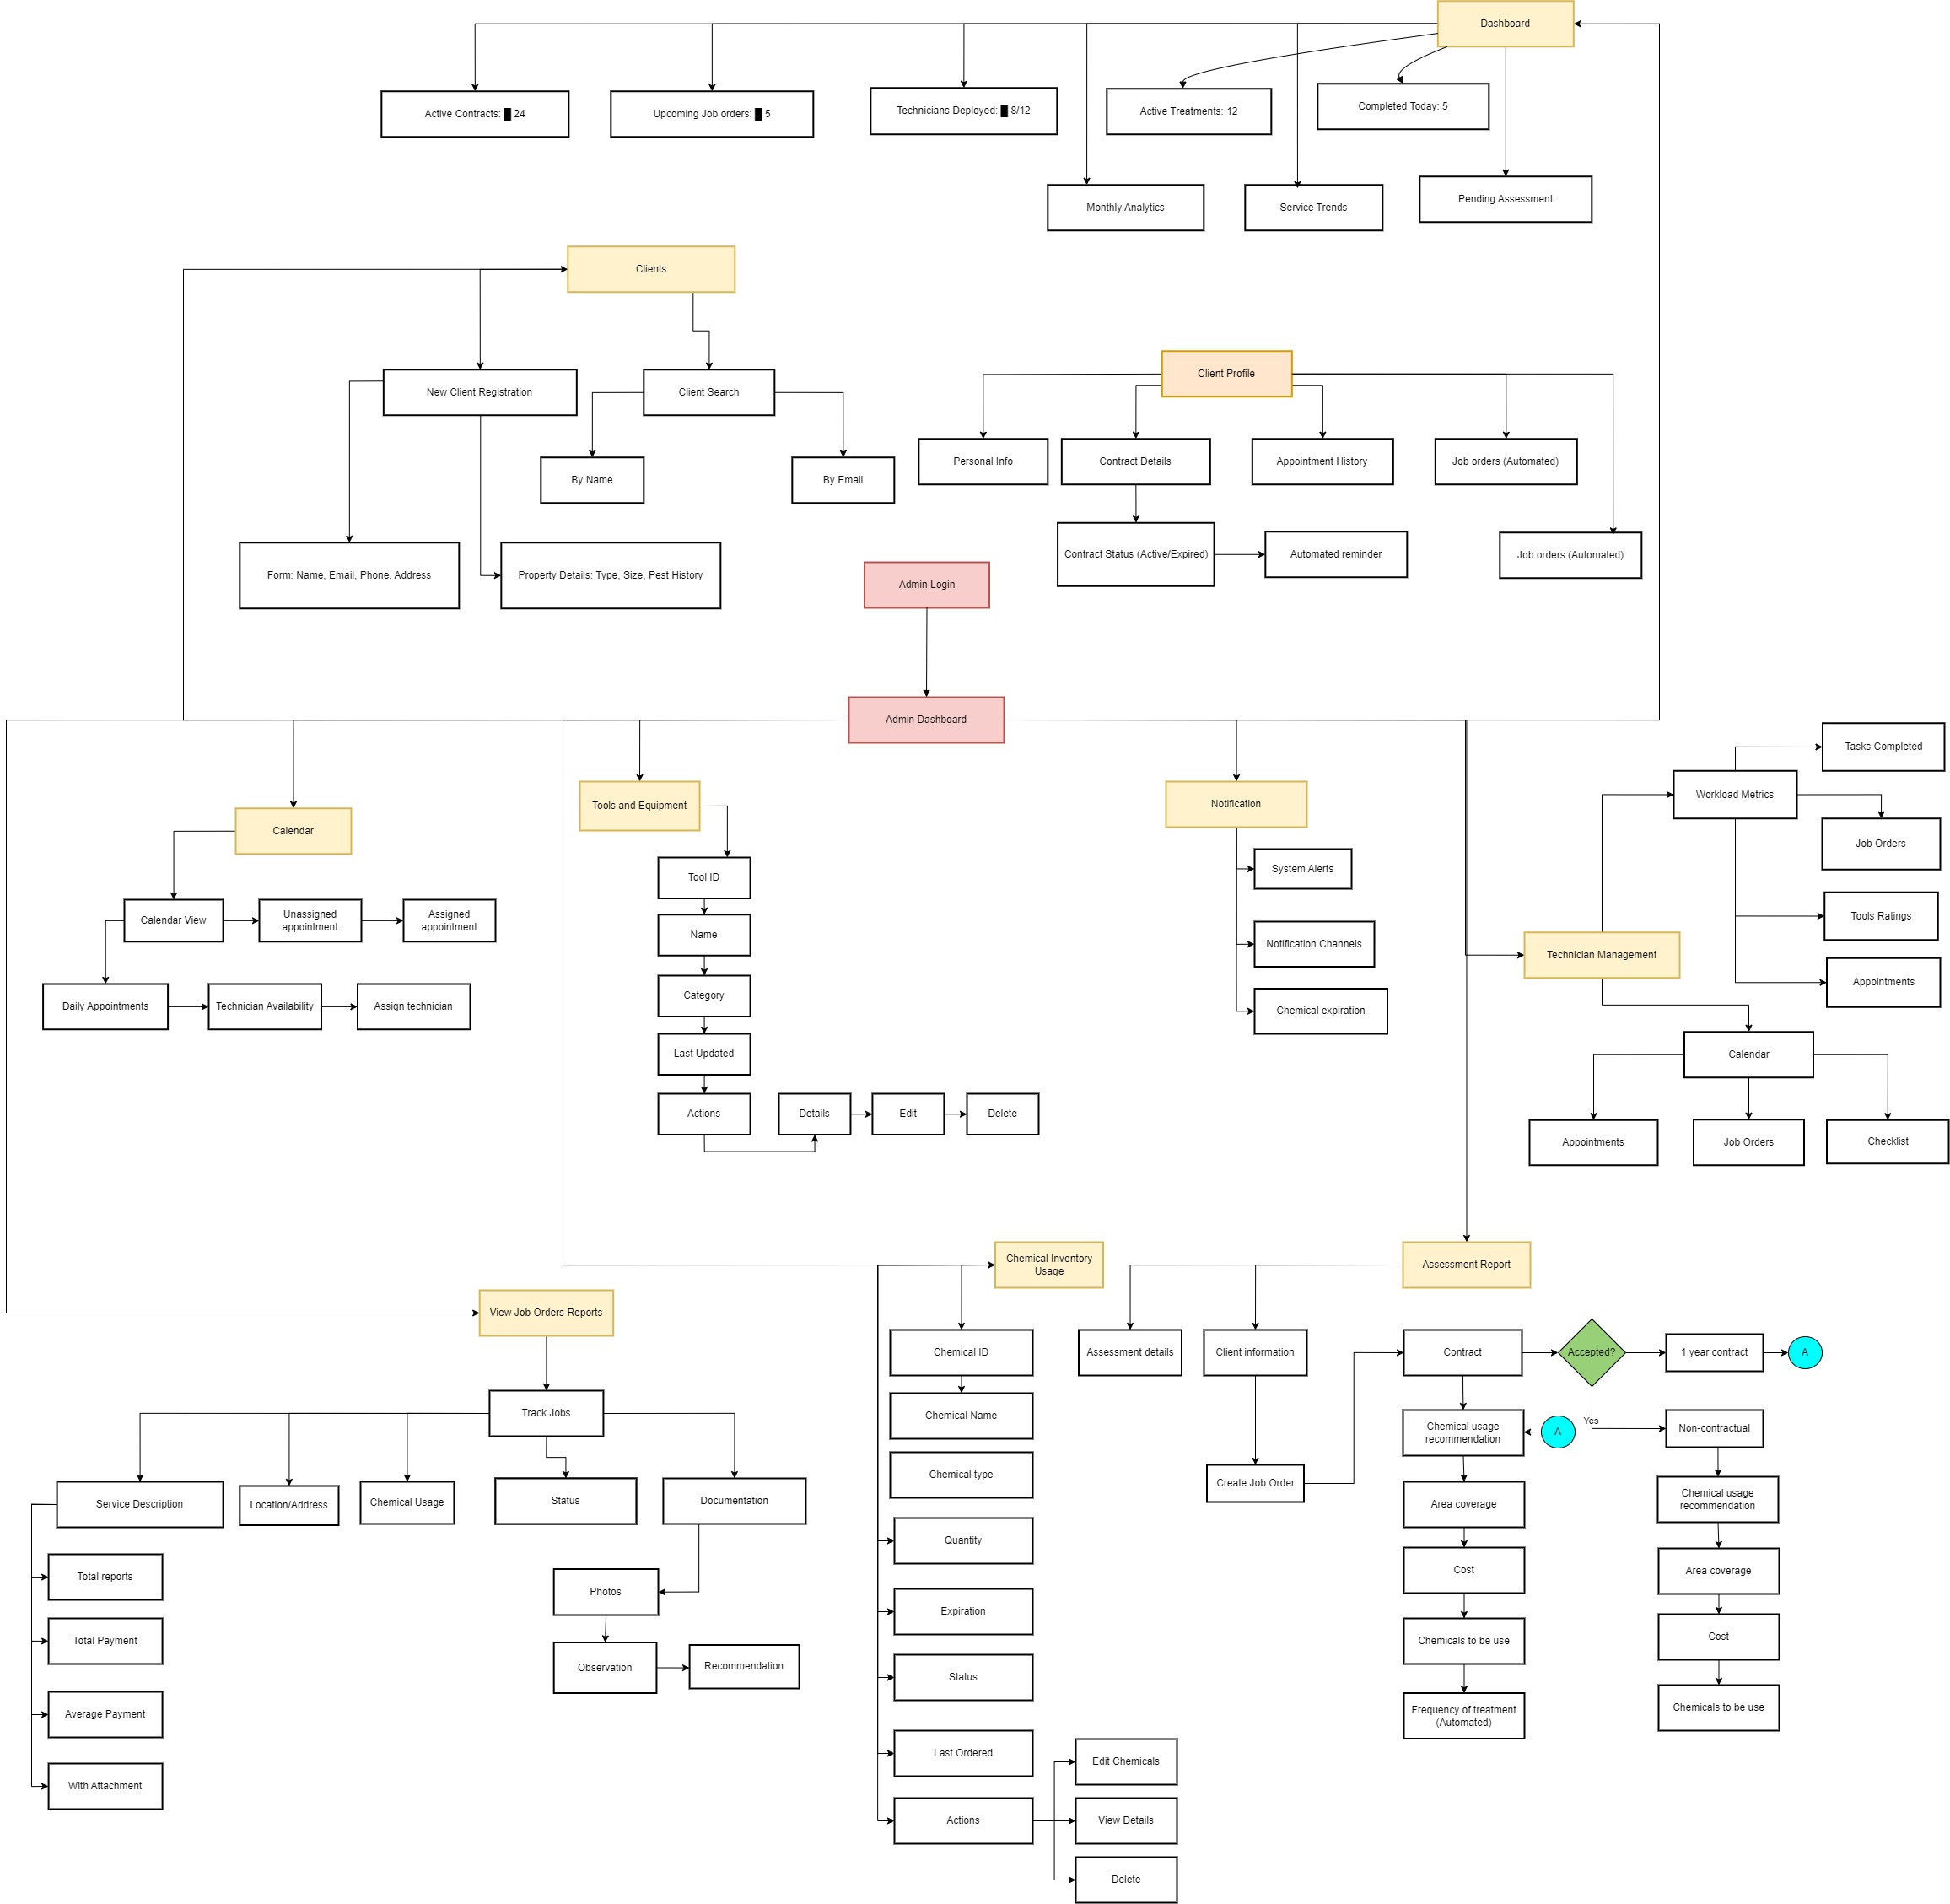 Dashboard
Active Contracts: █ 24
Upcoming Job orders: █ 5
Technicians Deployed: █ 8/12
Active Treatments: 12
Completed Today: 5
Monthly Analytics
Service Trends
Pending Assessment
Clients
New Client Registration
Client Search
By Name
By Email
Form: Name, Email, Phone, Address
Property Details: Type, Size, Pest History
Client Profile
Personal Info
Contract Details
Appointment History
Job orders (Automated)
Contract Status (Active/Expired)
Automated reminder
Job orders (Automated)
Admin Login
Admin Dashboard
Calendar
Calendar View
Unassigned
appointment
Assigned
appointment
Daily Appointments
Technician Availability
Assign technician
Tools and Equipment
Tool ID
Name
Category
Last Updated
Actions
Details
Edit
Delete
Notification
System Alerts
Notification Channels
Chemical expiration
Tasks Completed
Workload Metrics
Job Orders
Tools Ratings
Technician Management
Appointments
Calendar
Appointments
Job Orders
Checklist
View Job Orders Reports
Track Jobs
Service Description
Location/Address
Chemical Usage
Status
Documentation
Total reports
Total Payment
Average Payment
With Attachment
Photos
Observation
Recommendation
Chemical Inventory
Usage
Chemical ID
Chemical Name
Chemical type
Quantity
Expiration
Status
Last Ordered
Actions
Edit Chemicals
View Details
Delete
Assessment Report
Assessment details
Client information
Create Job Order
Contract
Accepted?
1 year contract
A
Chemical usage
recommendation
A
Yes
Non-contractual
Area coverage
Cost
Chemicals to be use
Frequency of treatment
(Automated)
Chemical usage
recommendation
Area coverage
Cost
Chemicals to be use